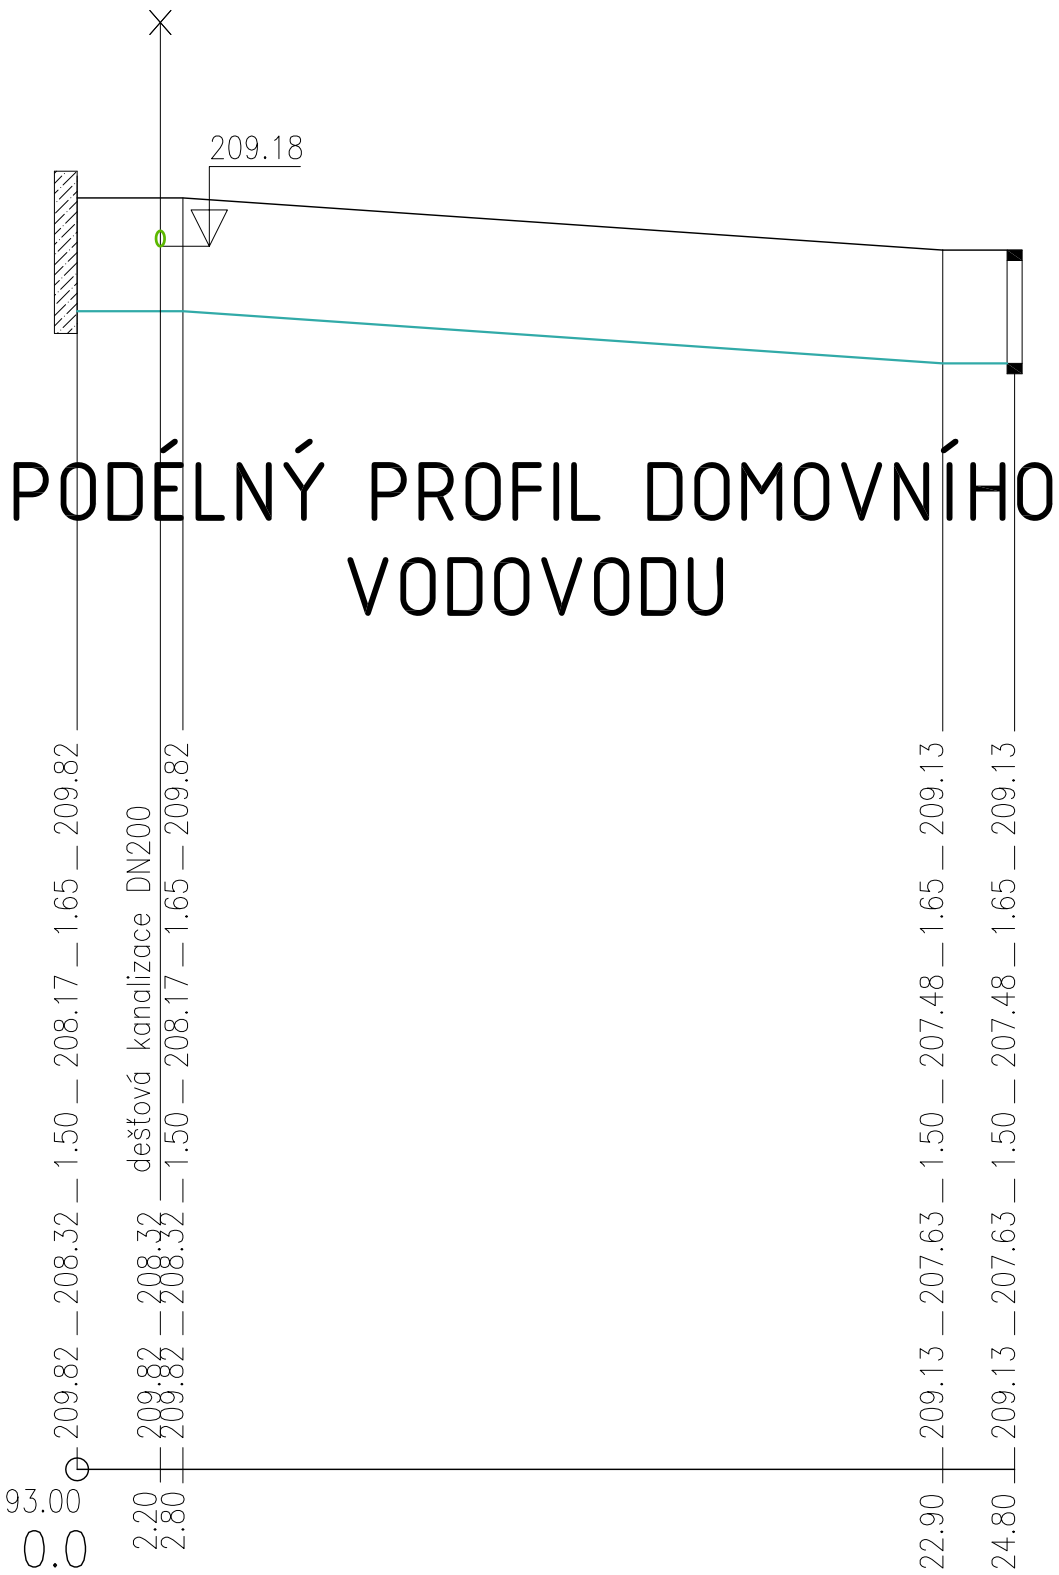 209.18
PODÉLNÝ PROFIL DOMOVNÍHO
VODOVODU
209.82 — 208.32 — 1.50 — 208.17 — 1.65 — 209.82
209.82 — 208.32 dešťová kanalizace DN200
209.82 — 208.32 — 1.50 — 208.17 — 1.65 — 209.82
209.13 — 207.63 — 1.50 — 207.48 — 1.65 — 209.13
209.13 — 207.63 — 1.50 — 207.48 — 1.65 — 209.13
93.00
0.0
2.20
2.80
22.90
24.80